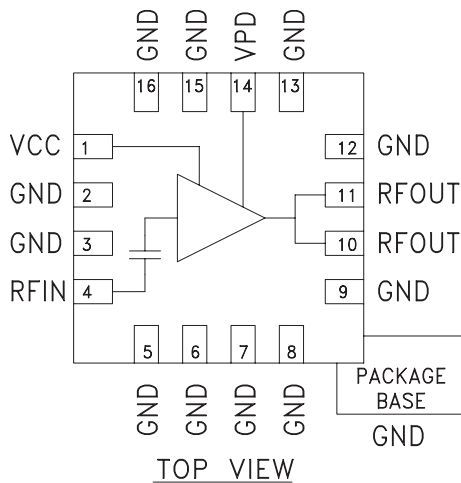 GND
GND
VPD
GND
16
15
14
13
VCC 1
12 GND
GND 2
11 RFOUT
GND 3
10 RFOUT
RFIN 4
9 GND
5
6
7
8
GND
GND
GND
GND
PACKAGE
BASE
GND
TOP VIEW